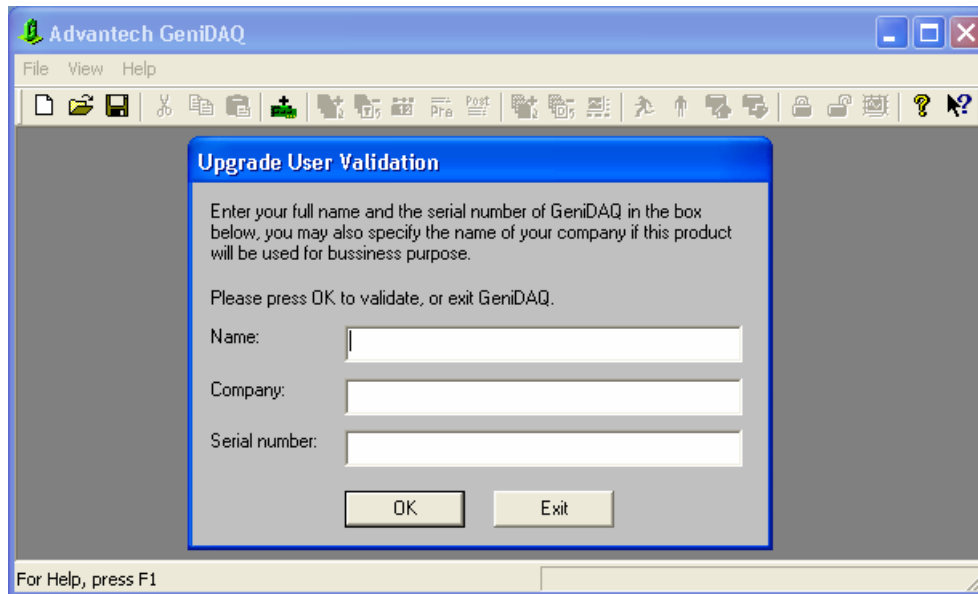 Advantech GeniDAQ
File View Help
Pre Post
Upgrade User Validation
Enter your full name and the serial number of GeniDAQ in the box
below, you may also specify the name of your company if this product
will be used for bussiness purpose.
Please press OK to validate, or exit GeniDAQ.
Name:
Company:
Serial number:
OK Exit
For Help, press F1